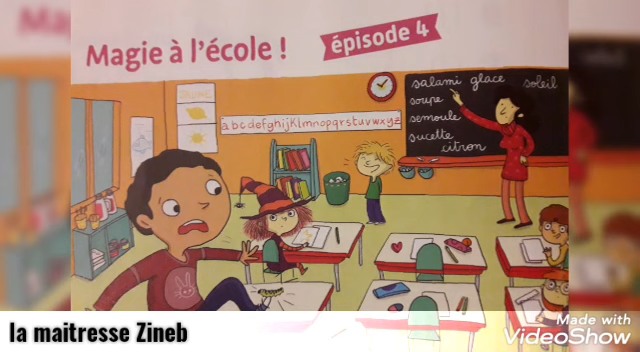 Magie à l'école !
épisode 4
abcdefghijklmnopqrstuvwxyz
salami glace soleil
soupe
semoule
sucette
citron
la maitresse Zineb
Made with
VideoShow